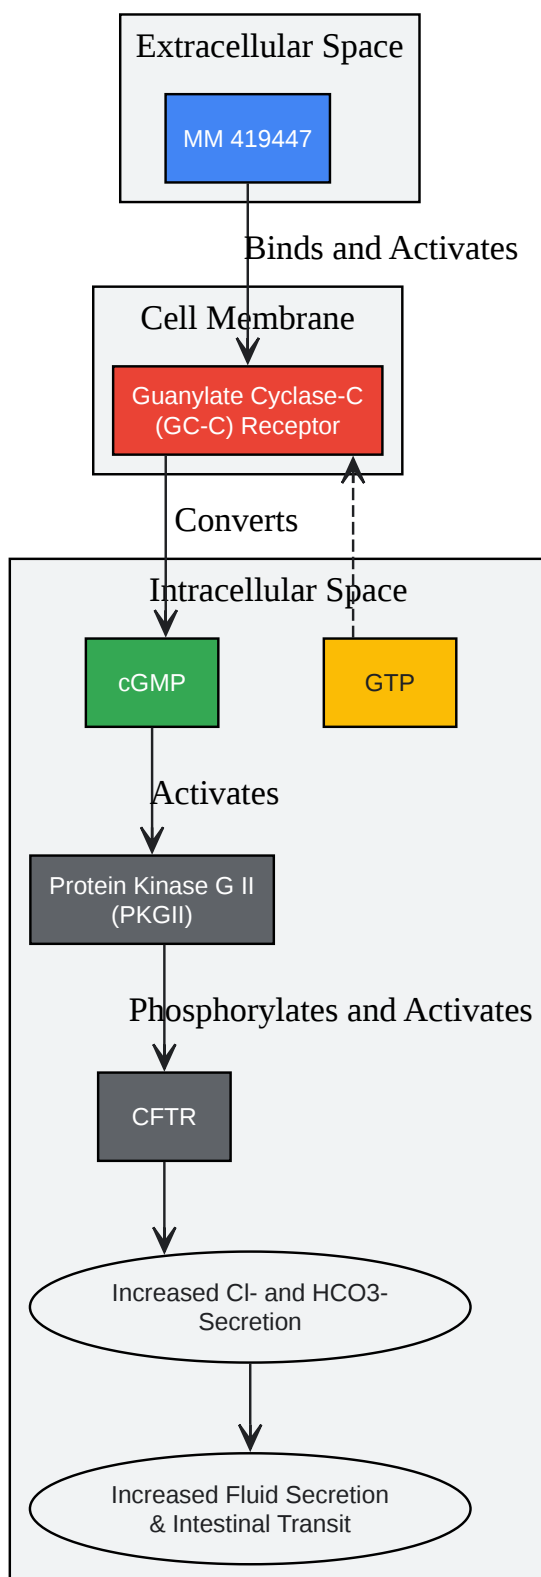 Extracellular Space
MM 419447
Binds and Activates
Cell Membrane
Guanylate Cyclase-C
(GC-C) Receptor
Converts
Intracellular Space
cGMP
GTP
Activates
Protein Kinase G II
(PKGII)
Phosphorylates and Activates
CFTR
Increased Cl- and HCO3-
Secretion
Increased Fluid Secretion
& Intestinal Transit